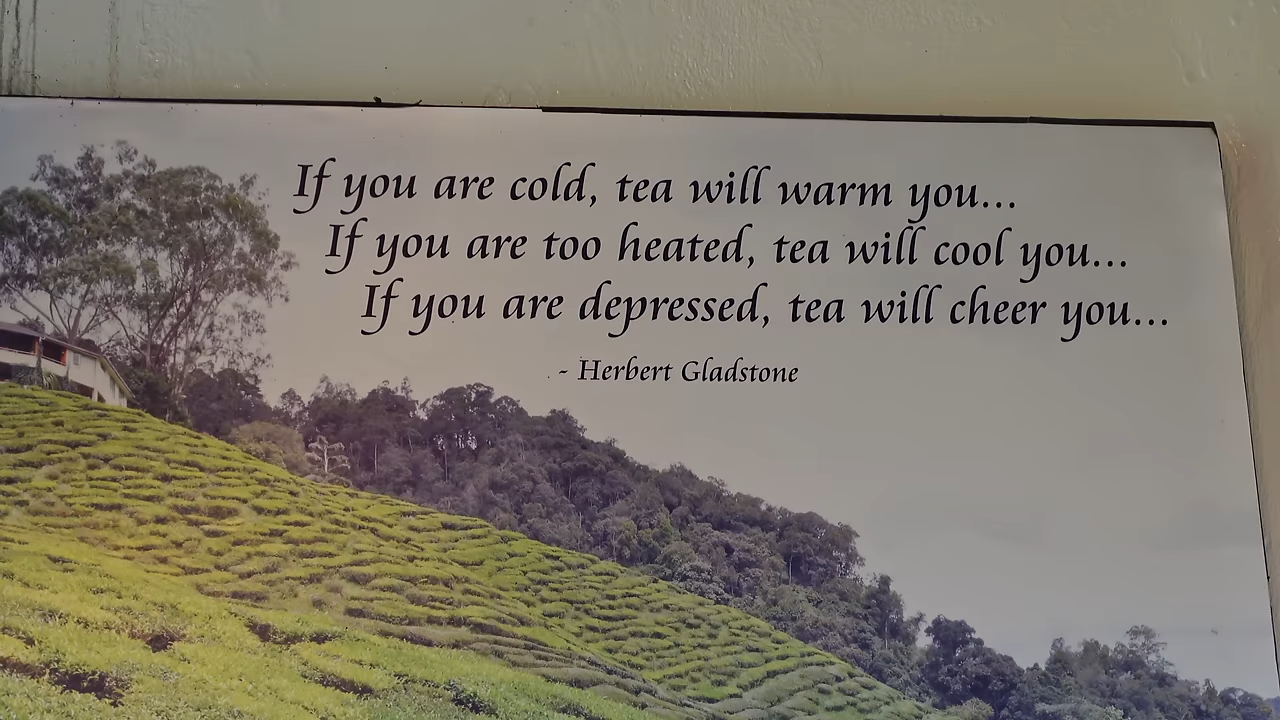 If you are cold, tea will warm you...
If you are too heated, tea will cool you...
If you are depressed, tea will cheer you...
- Herbert Gladstone